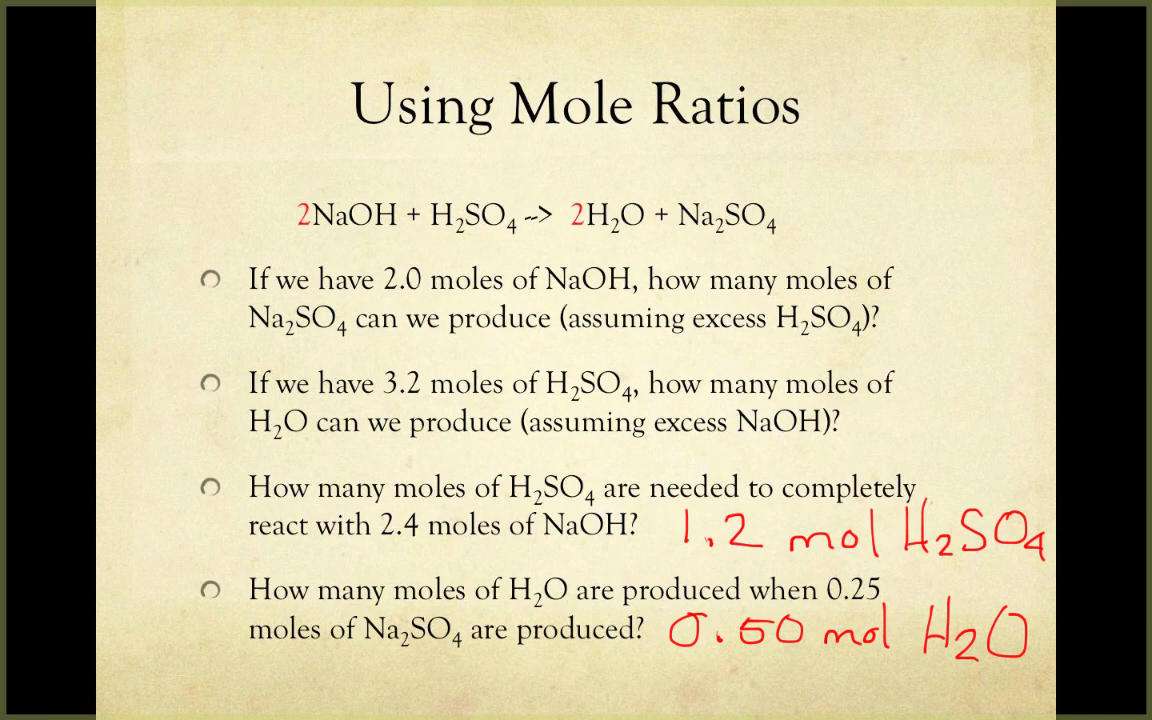 Using Mole Ratios
2NaOH + H₂SO₄ --> 2H₂O + Na₂SO₄
If we have 2.0 moles of NaOH, how many moles of
Na₂SO₄ can we produce (assuming excess H₂SO₄)?
If we have 3.2 moles of H₂SO₄, how many moles of
H₂O can we produce (assuming excess NaOH)?
How many moles of H₂SO₄ are needed to completely
react with 2.4 moles of NaOH? 1.2 mol H₂SO₄
How many moles of H₂O are produced when 0.25
moles of Na₂SO₄ are produced? 0.50 mol H₂O